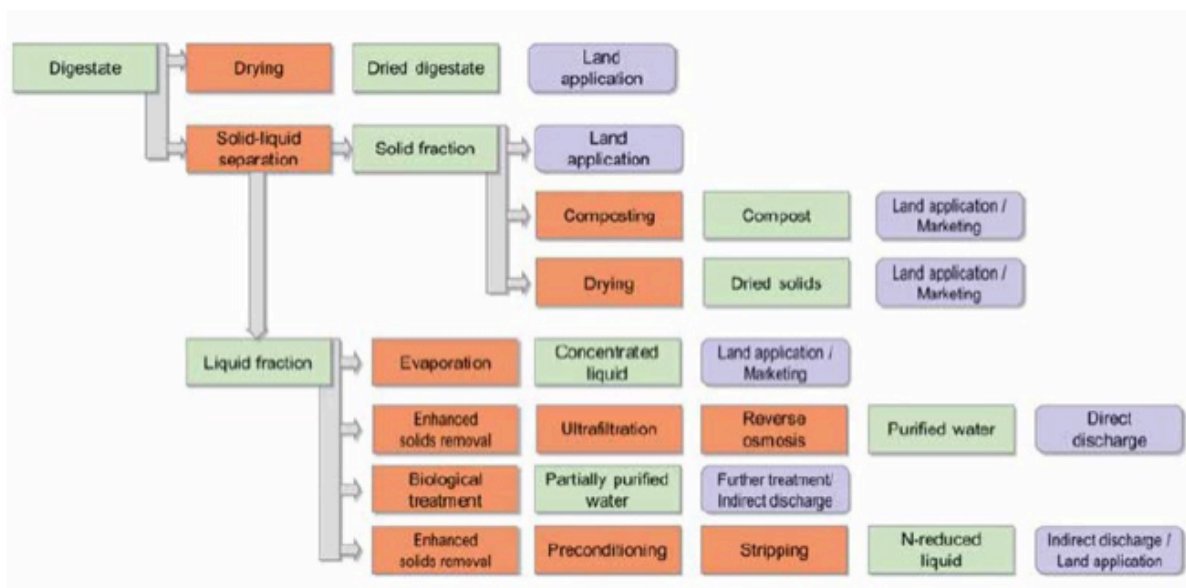 Digestate
Drying
Dried digestate
Land
application
Solid-liquid
separation
Solid fraction
Land
application
Composting
Compost
Land application /
Marketing
Drying
Dried solids
Land application /
Marketing
Liquid fraction
Evaporation
Concentrated
liquid
Land application /
Marketing
Enhanced
solids removal
Ultrafiltration
Reverse
osmosis
Purified water
Direct
discharge
Biological
treatment
Partially purified
water
Further treatment/
Indirect discharge
Enhanced
solids removal
Preconditioning
Stripping
N-reduced
liquid
Indirect discharge /
Land application